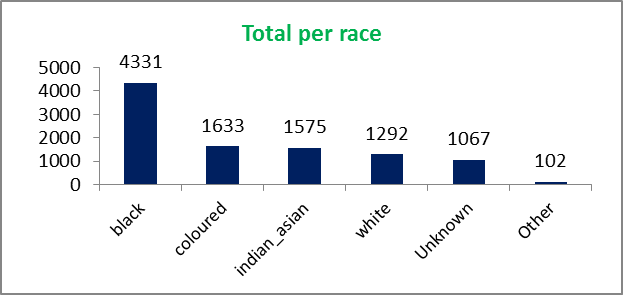 Total per race
4331
5000
4000
3000
2000
1000
0
1633
1575
1292
1067
102
black
coloured
indian_asian
white
Unknown
Other